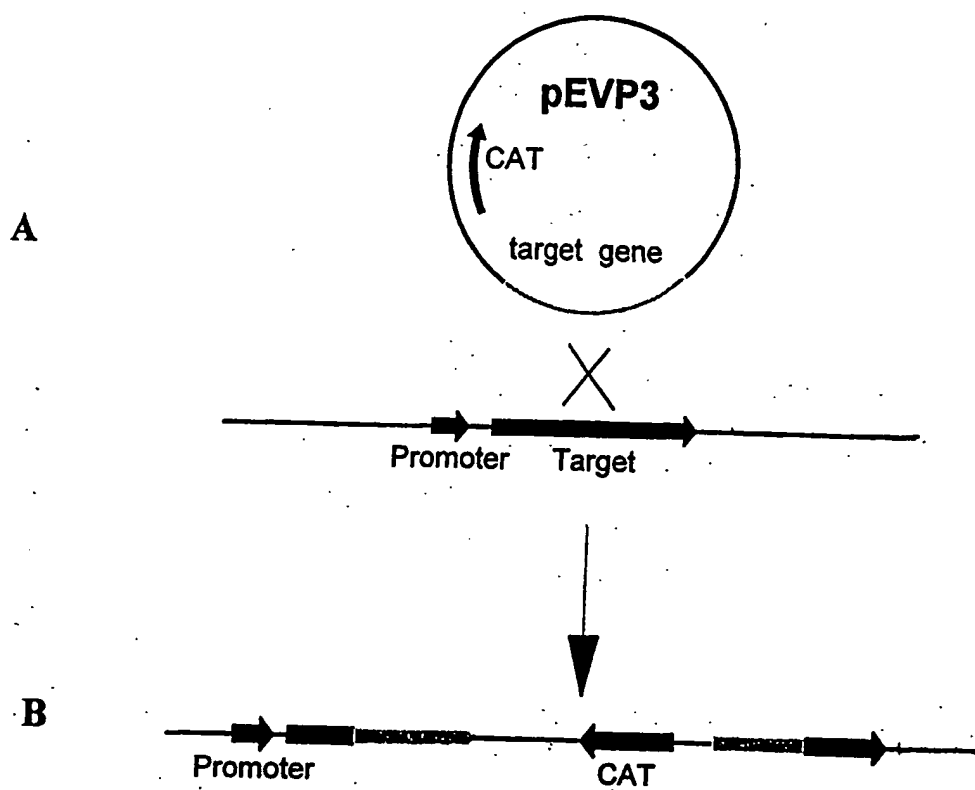 pEVP3
CAT
A
target gene
Promoter Target
B
Promoter CAT